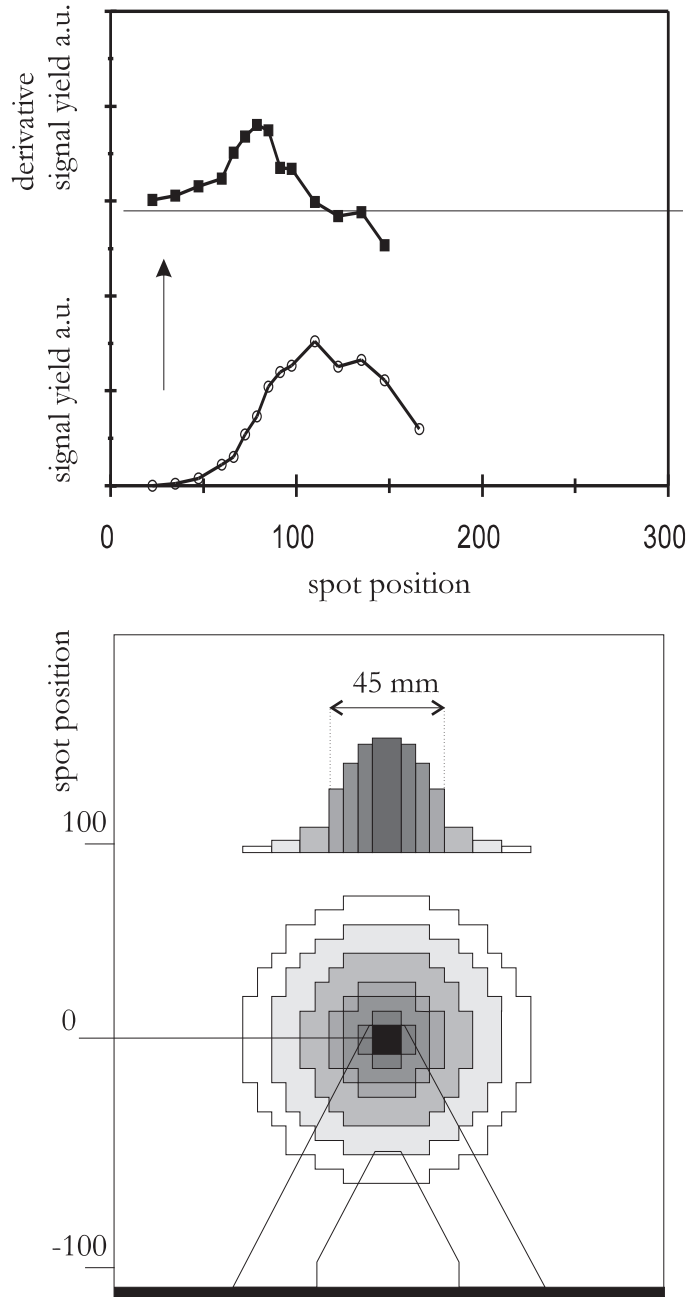 derivative
signal yield a.u.
signal yield a.u.
0 100 200 300
spot position
spot position
45 mm
100
0
-100